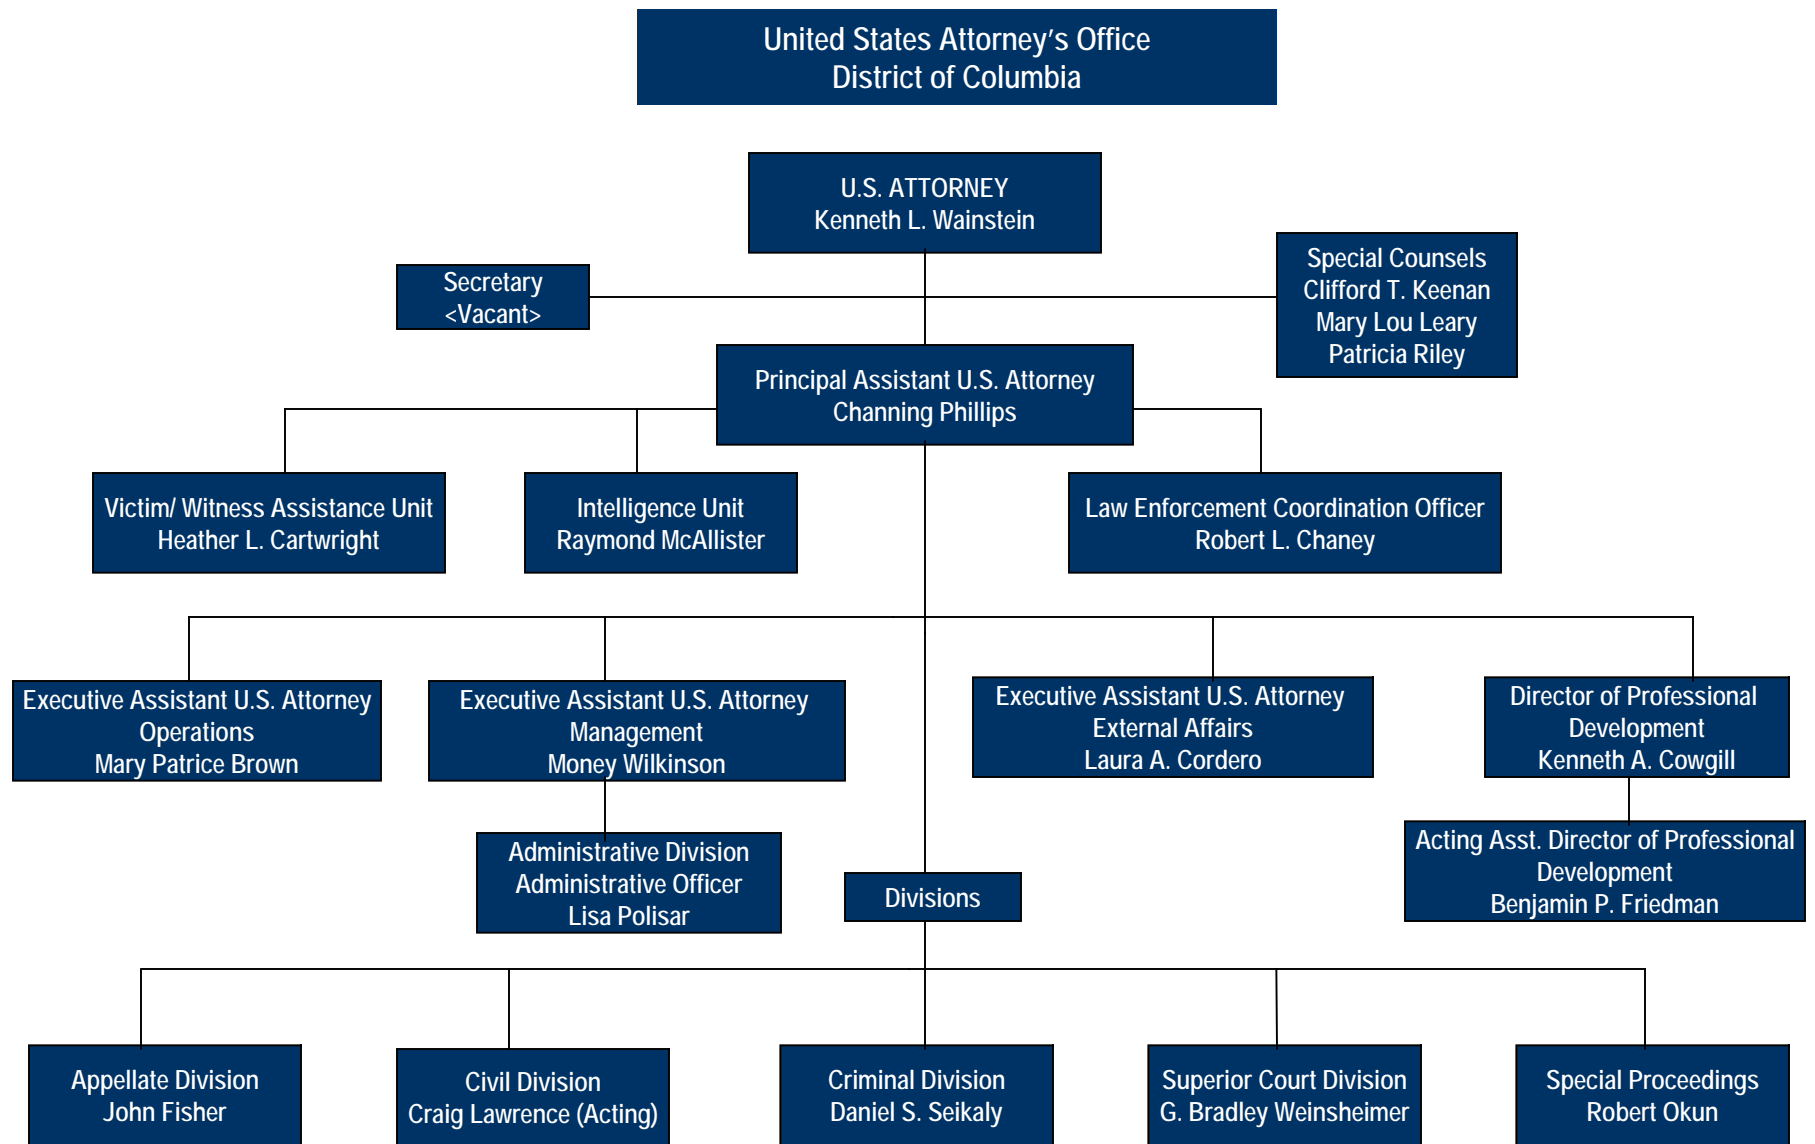 United States Attorney's Office
District of Columbia
U.S. ATTORNEY
Kenneth L. Wainstein
Secretary
<Vacant>
Special Counsels
Clifford T. Keenan
Mary Lou Leary
Patricia Riley
Principal Assistant U.S. Attorney
Channing Phillips
Victim/ Witness Assistance Unit
Heather L. Cartwright
Intelligence Unit
Raymond McAllister
Law Enforcement Coordination Officer
Robert L. Chaney
Executive Assistant U.S. Attorney
Operations
Mary Patrice Brown
Executive Assistant U.S. Attorney
Management
Money Wilkinson
Executive Assistant U.S. Attorney
External Affairs
Laura A. Cordero
Director of Professional
Development
Kenneth A. Cowgill
Administrative Division
Administrative Officer
Lisa Polisar
Divisions
Acting Asst. Director of Professional
Development
Benjamin P. Friedman
Appellate Division
John Fisher
Civil Division
Craig Lawrence (Acting)
Criminal Division
Daniel S. Seikaly
Superior Court Division
G. Bradley Weinsheimer
Special Proceedings
Robert Okun